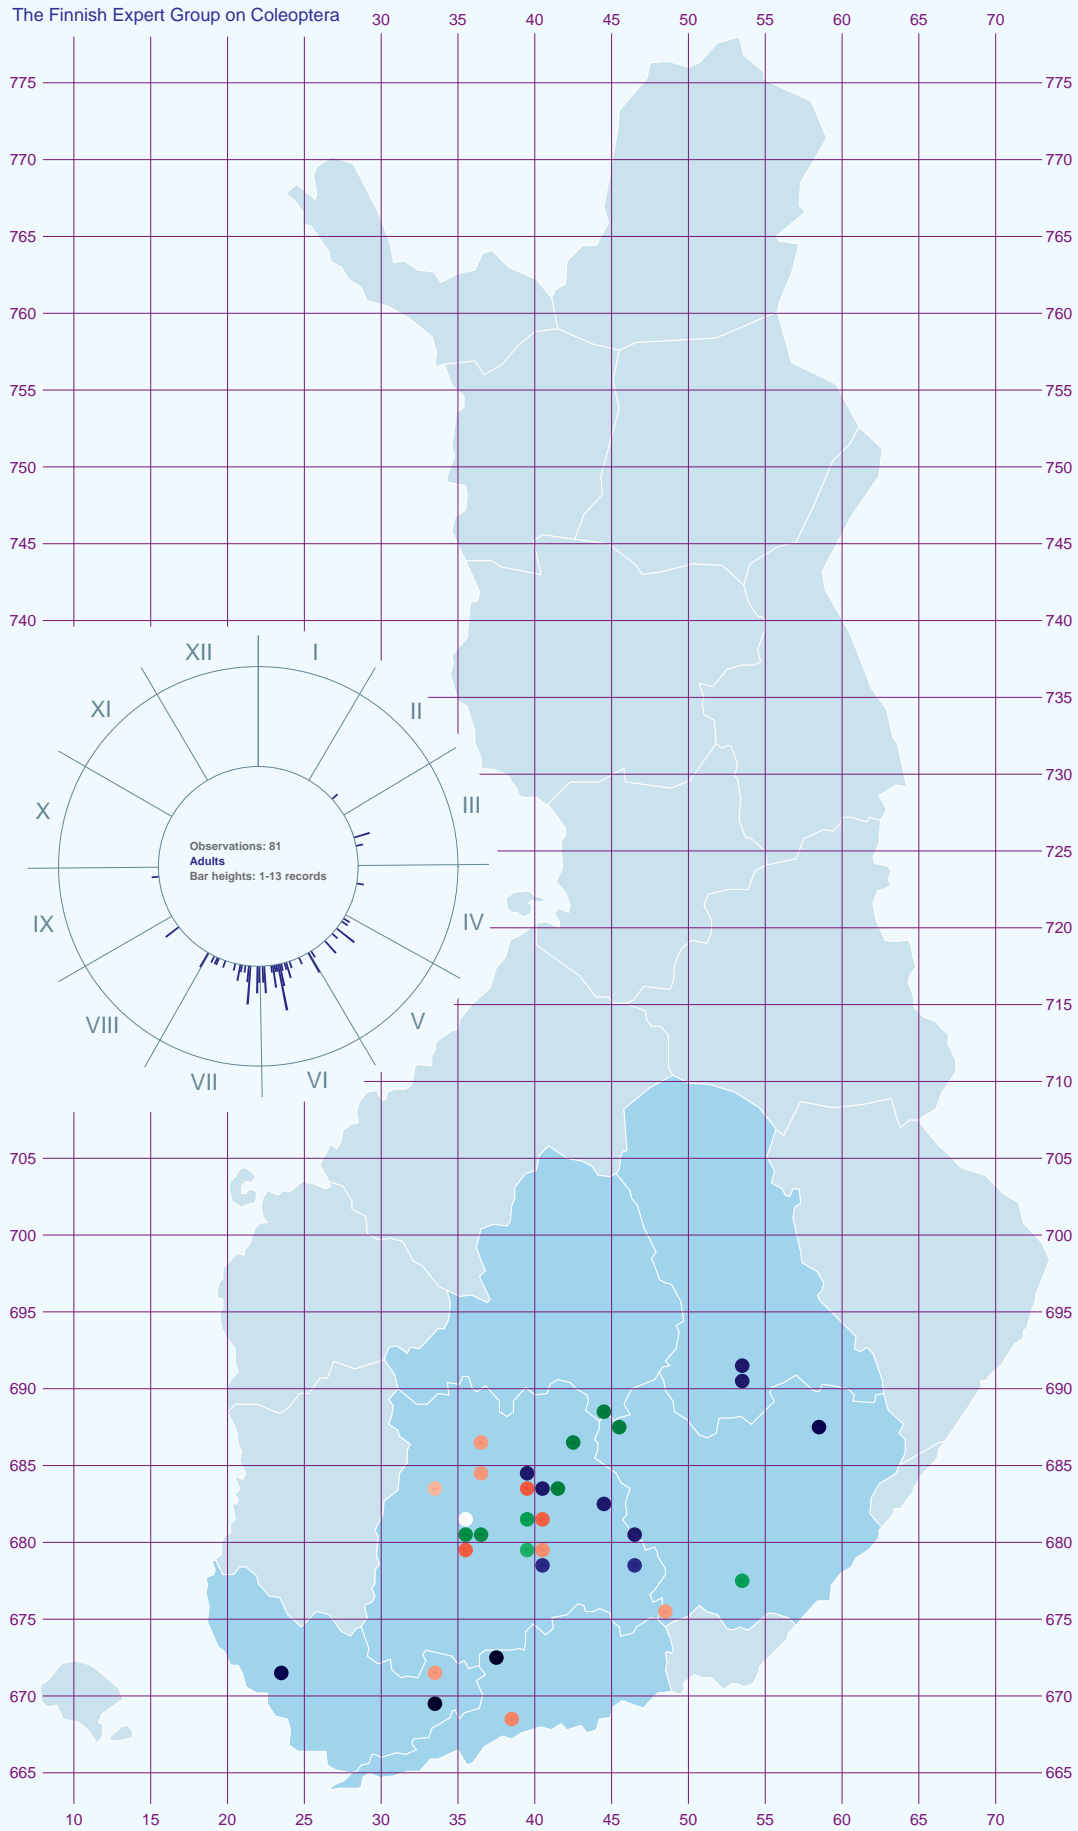 The Finnish Expert Group on Coleoptera
30 35 40 45 50 55 60 65 70
775 775
770 770
765 765
760 760
755 755
750 750
745 745
740 740
XII I
XI II
735
730
X III
Observations: 81
Adults
Bar heights: 1-13 records
725
IX IV
720
VIII V
715
VII VI
710
705 705
700 700
695 695
690 690
685 685
680 680
675 675
670 670
665 665
10 15 20 25 30 35 40 45 50 55 60 65 70